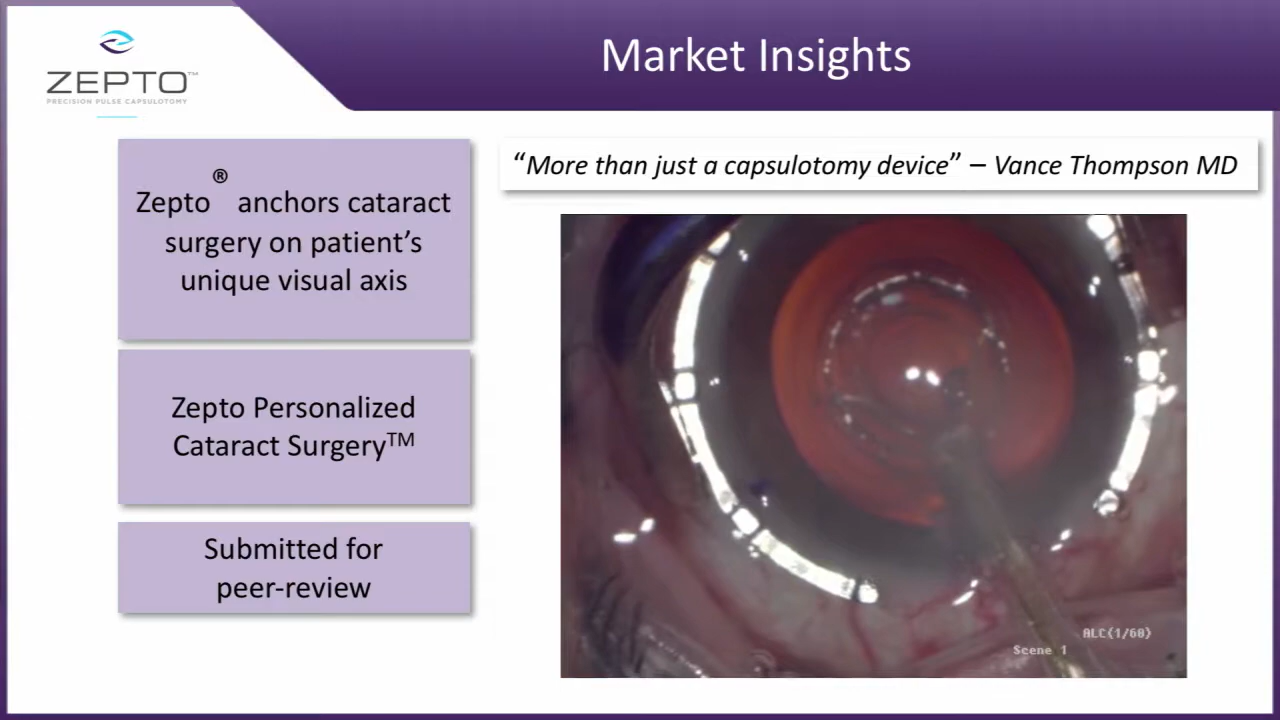 ZEPTO™
PRECISION PULSE CAPSULOTOMY
Market Insights
Zepto® anchors cataract
surgery on patient’s
unique visual axis
Zepto Personalized
Cataract Surgery™
Submitted for
peer-review
“More than just a capsulotomy device” – Vance Thompson MD
ALC(1/60)
Scene 1